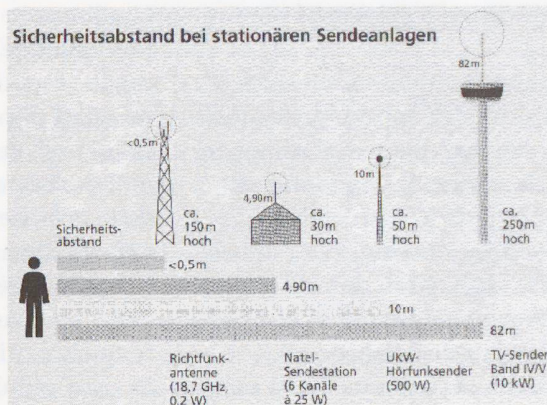 Sicherheitsabstand bei stationären Sendeanlagen
82m
<0,5m
10m
4,90m
ca.
150m
hoch
ca.
30m
hoch
ca.
50m
hoch
ca.
250m
hoch
Sicherheits-
abstand
<0,5m
4,90m
10m
82m
Richtfunk-
antenne
(18,7 GHz,
0,2 W)
Natel-
Sendestation
(6 Kanäle
à 25 W)
UKW-
Hörfunksender
(500 W)
TV-Sender
Band IV/V
(10 kW)